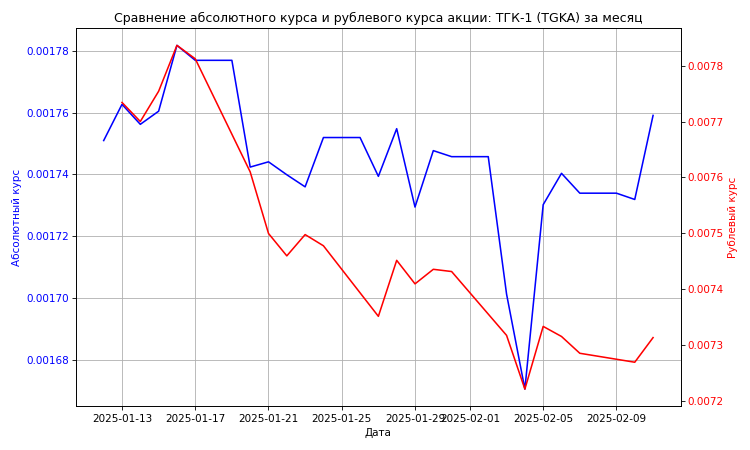 Сравнение абсолютного курса и рублевого курса акции: ТГК-1 (TGKA) за месяц
0.00178
0.00176
0.00174
0.00172
0.00170
0.00168
Абсолютный курс
0.0078
0.0077
0.0076
0.0075
0.0074
0.0073
0.0072
Рублевый курс
2025-01-13 2025-01-17 2025-01-21 2025-01-25 2025-01-29 2025-02-01 2025-02-05 2025-02-09
Дата